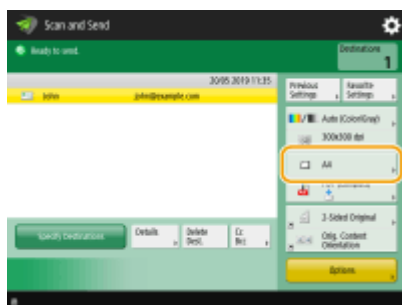 Scan and Send
Ready to send.
Destinations
1
20/05 2019 11:35
John john@example.com
Previous
Settings
Favorite
Settings
Auto (Color/Gray)
300x300 dpi
A4
2-Sided Original
Orig. Content
Orientation
Specify Destinations
Details
Delete
Dest.
Cc
Bcc
Options